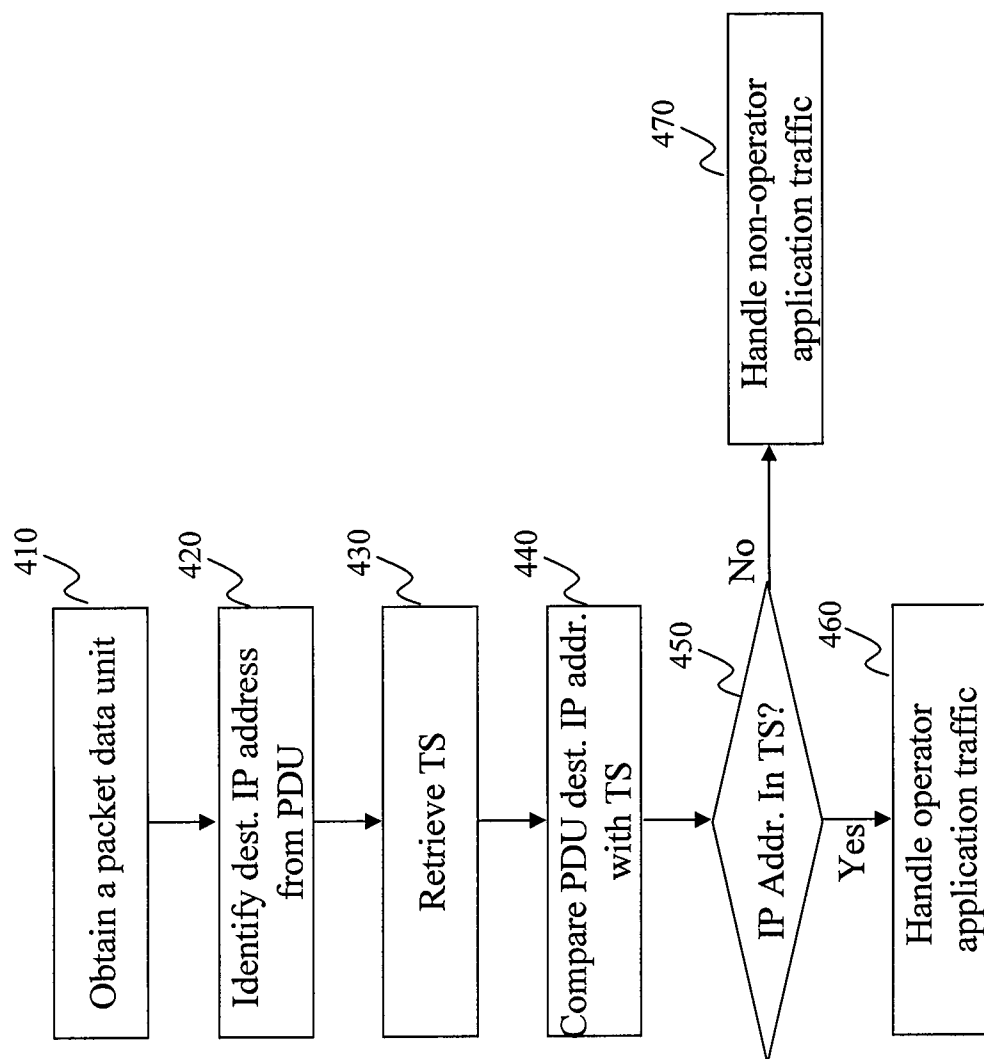 410
Obtain a packet data unit
420
Identify dest. IP address
from PDU
430
Retrieve TS
440
Compare PDU dest. IP addr.
with TS
450
IP Addr. In TS?
No
Yes
460
Handle operator
application traffic
470
Handle non-operator
application traffic